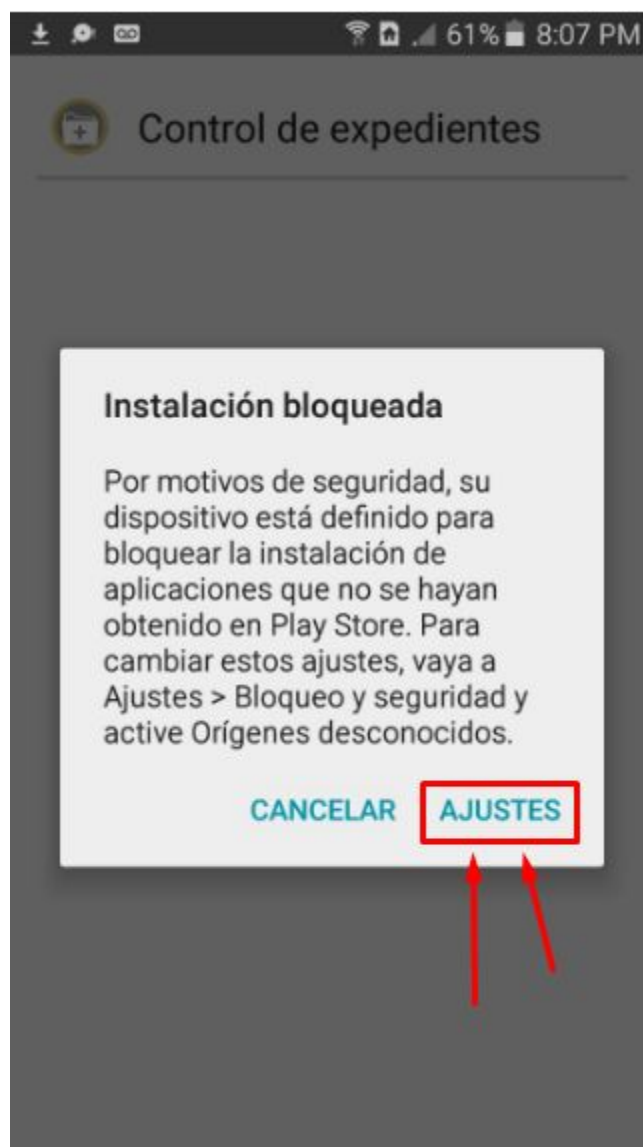 61% 8:07 PM
Control de expedientes
Instalación bloqueada
Por motivos de seguridad, su
dispositivo está definido para
bloquear la instalación de
aplicaciones que no se hayan
obtenido en Play Store. Para
cambiar estos ajustes, vaya a
Ajustes > Bloqueo y seguridad y
active Orígenes desconocidos.
CANCELAR AJUSTES